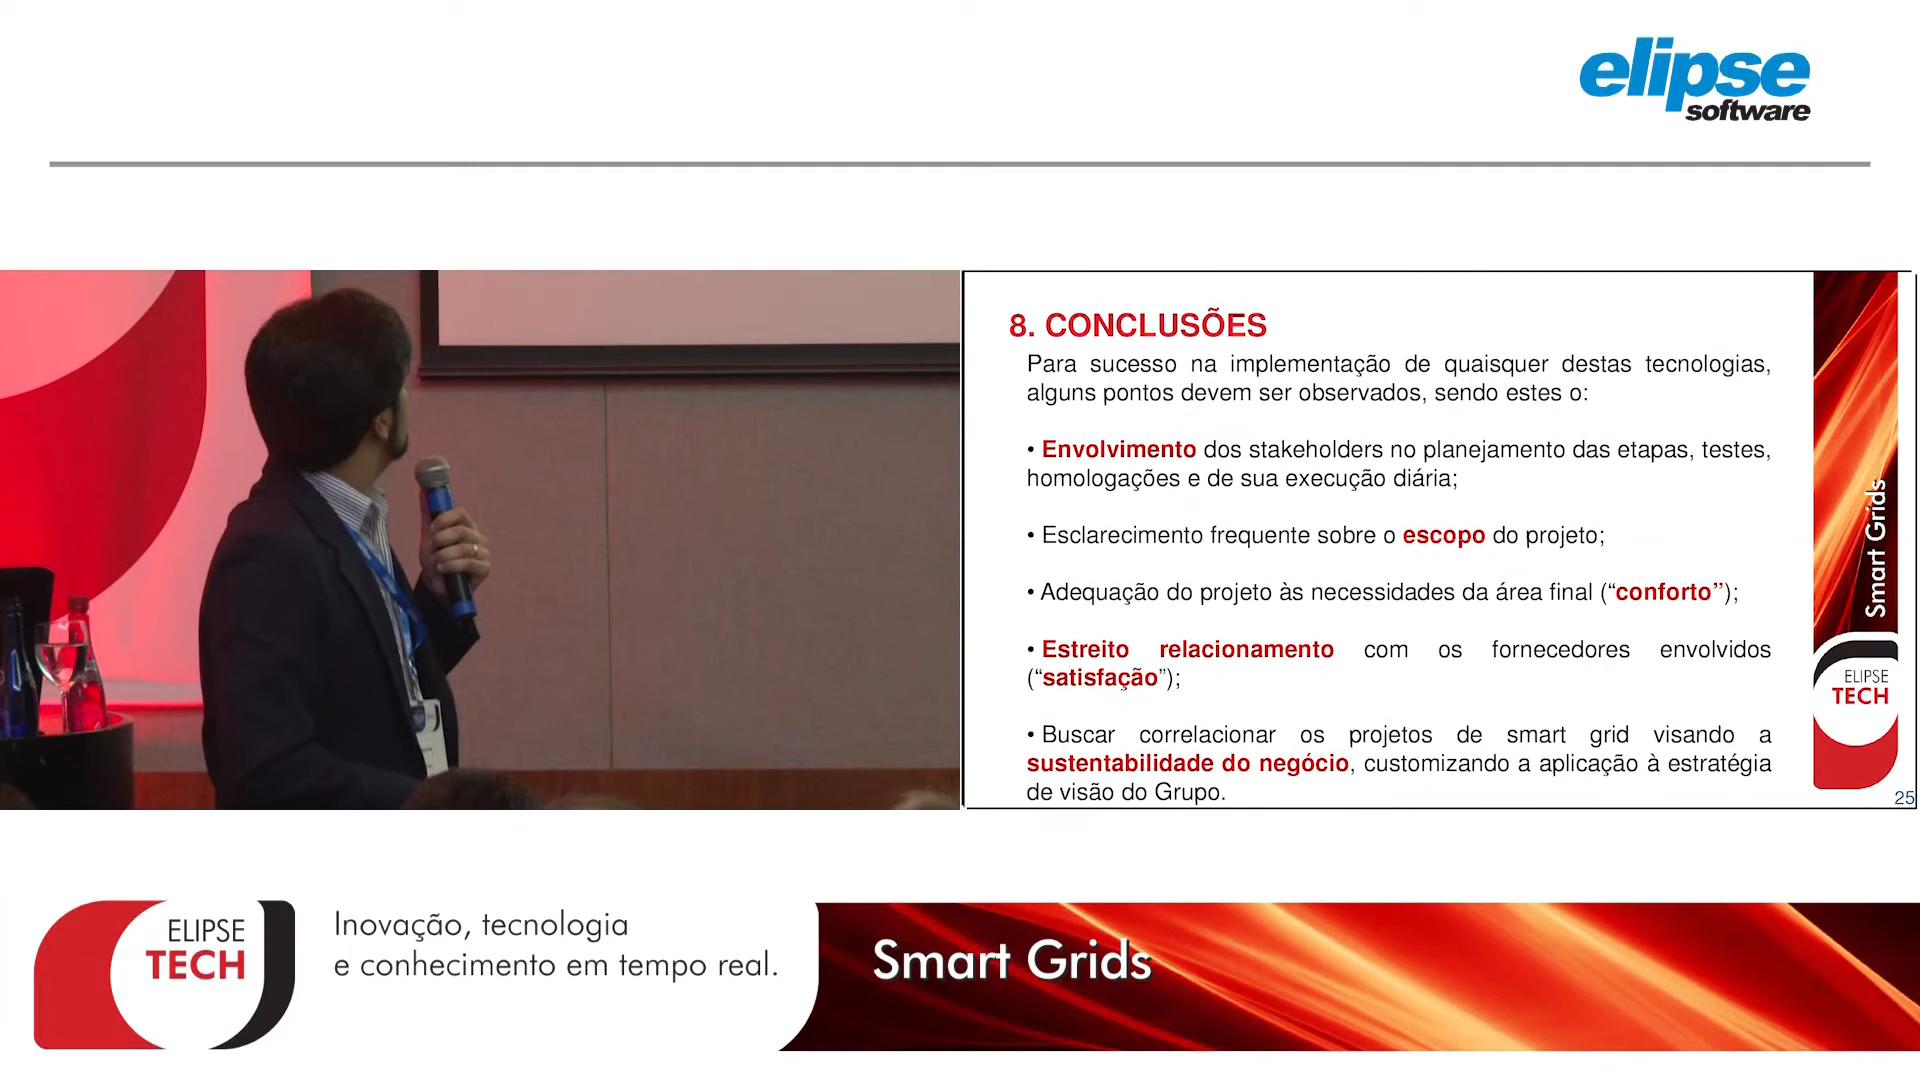 elipse
software
8. CONCLUSÕES
Para sucesso na implementação de quaisquer destas tecnologias,
alguns pontos devem ser observados, sendo estes o:
• Envolvimento dos stakeholders no planejamento das etapas, testes,
homologações e de sua execução diária;
• Esclarecimento frequente sobre o escopo do projeto;
• Adequação do projeto às necessidades da área final (“conforto”);
• Estreito relacionamento com os fornecedores envolvidos
(“satisfação”);
• Buscar correlacionar os projetos de smart grid visando a
sustentabilidade do negócio, customizando a aplicação à estratégia
de visão do Grupo.
Smart Grids
ELIPSE
TECH
25
ELIPSE
TECH
Inovação, tecnologia
e conhecimento em tempo real.
Smart Grids